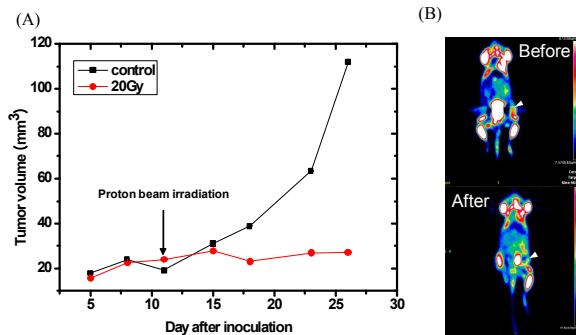 (A)
(B)
120
100
80
60
40
20
0
5
10
15
20
25
30
Tumor volume (mm³)
Day after inoculation
control
20Gy
Proton beam irradiation
Before
After